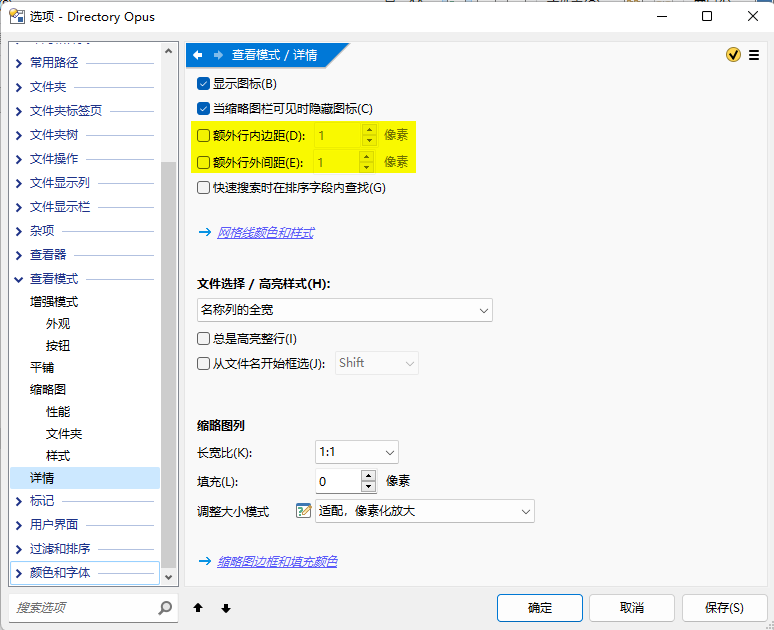 选项 - Directory Opus
常用路径
文件夹
文件夹标签页
文件夹树
文件操作
文件显示列
文件显示栏
杂项
查看器
查看模式
增强模式
外观
按钮
平铺
缩略图
性能
文件夹
样式
详情
标记
用户界面
过滤和排序
颜色和字体
搜索选项
查看模式 / 详情
显示图标(B)
当缩略图栏可见时隐藏图标(C)
额外行内边距(D): 1 像素
额外行外间距(E): 1 像素
快速搜索时在排序字段内查找(G)
网格线颜色和样式
文件选择 / 高亮样式(H):
名称列的全宽
总是高亮整行(I)
从文件名开始框选(J): Shift
缩略图列
长宽比(K): 1:1
填充(L): 0 像素
调整大小模式 适配，像素化放大
缩略图边框和填充颜色
确定 取消 保存(S)